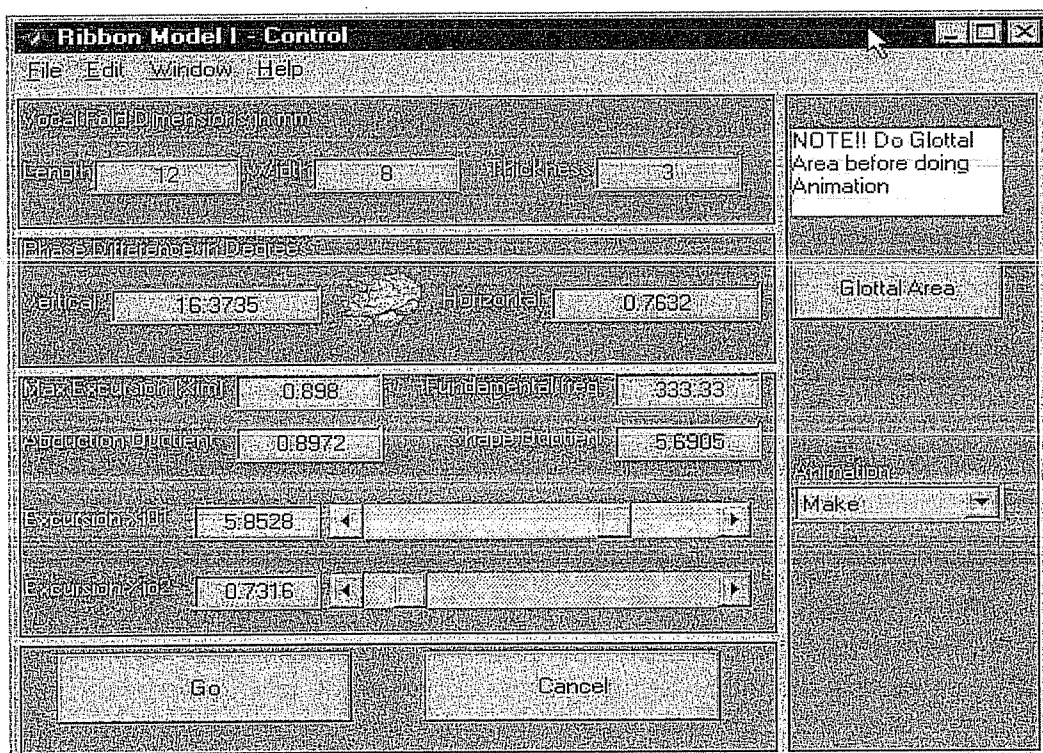 Ribbon Model I - Control
File Edit Window Help
Vocal Fold Dimensions in mm
Length 12 Width 8 Thickness 3
Phase Difference in Degree
Vertical 16.3735 Horizontal 0.7632
Max Excursion (Xm) 0.898 Fundamental freq 333.33
Abduction Quotient 0.8972 Shape Quotient 5.6905
Excursion X01 5.8528
Excursion X02 0.7316
Go Cancel
NOTE!! Do Glottal
Area before doing
Animation
Glottal Area
Animation
Make